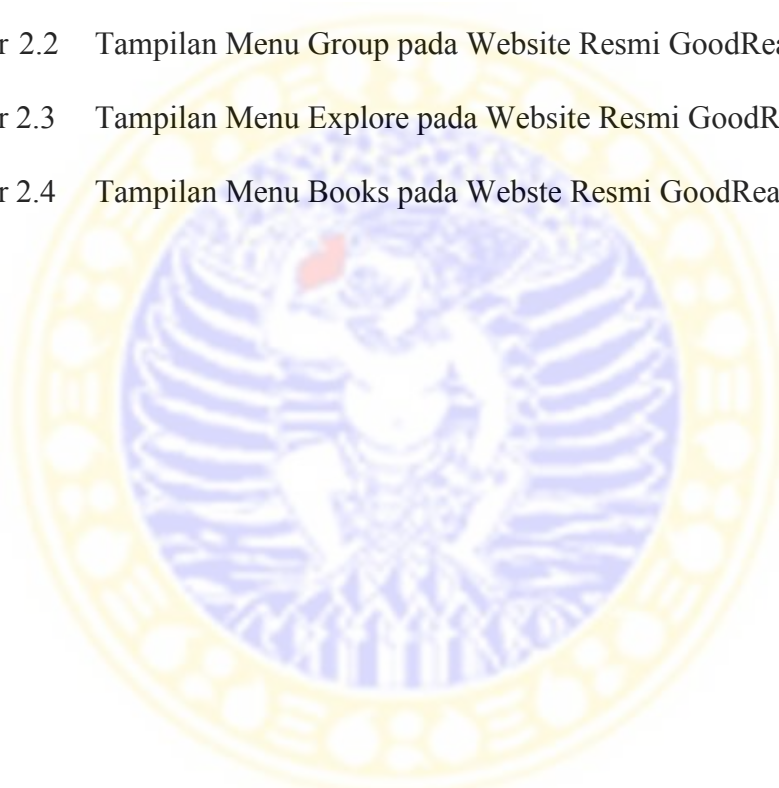 r 2.2 Tampilan Menu Group pada Website Resmi GoodRea
r 2.3 Tampilan Menu Explore pada Website Resmi GoodR
r 2.4 Tampilan Menu Books pada Webste Resmi GoodRea